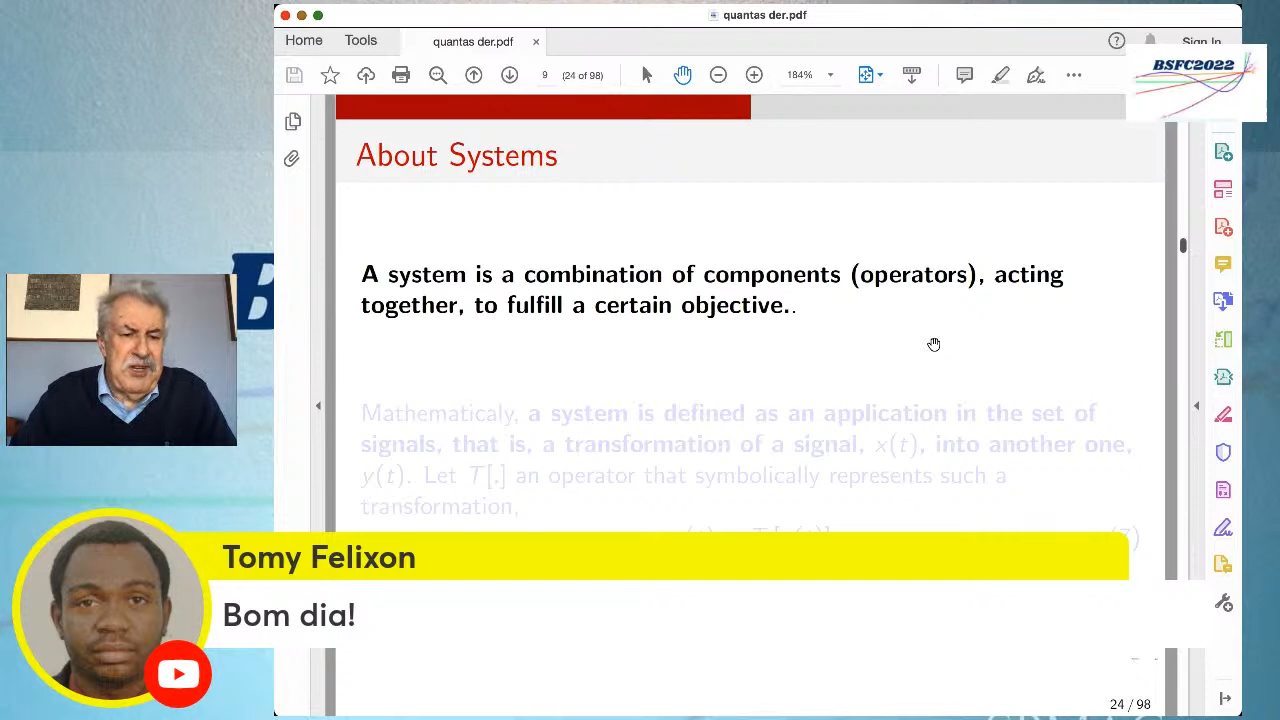 quantas der.pdf
Home
Tools
quantas der.pdf
×
?
Sign In
(24 of 98)
184%
BSFC2022
About Systems
A system is a combination of components (operators), acting
together, to fulfill a certain objective..
Mathematicaly, a system is defined as an application in the set of
signals, that is, a transformation of a signal, x(t), into another one,
y(t). Let T[.] an operator that symbolically represents such a
transformation,
Tomy Felixon
Bom dia!
24 / 98